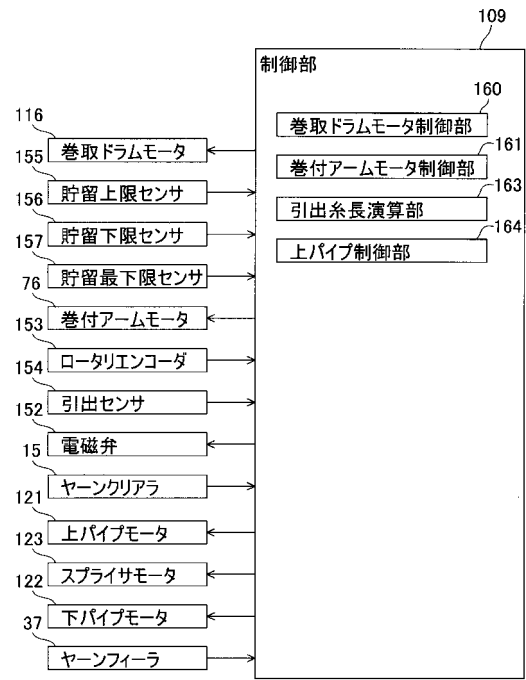 109
制御部
160
巻取ドラムモータ制御部
161
巻付アームモータ制御部
163
引出糸長演算部
164
上パイプ制御部
116
巻取ドラムモータ
155
貯留上限センサ
156
貯留下限センサ
157
貯留最下限センサ
76
巻付アームモータ
153
ロータリエンコーダ
154
引出センサ
152
電磁弁
15
ヤーンクリアラ
121
上パイプモータ
123
スプライサモータ
122
下パイプモータ
37
ヤーンフィーラ